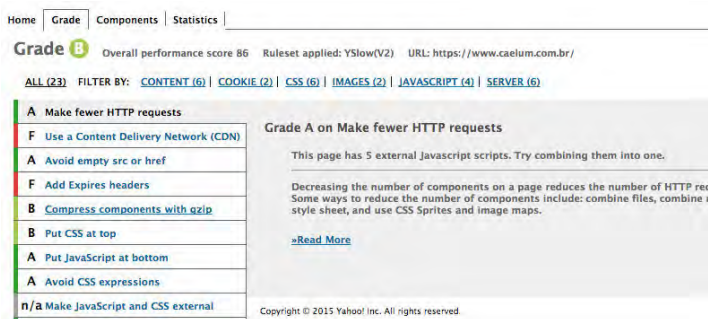 Home Grade Components Statistics
Grade B Overall performance score 86 Ruleset applied: YSlow(V2) URL: https://www.caelum.com.br/
ALL (23) FILTER BY: CONTENT (6) | COOKIE (2) | CSS (6) | IMAGES (2) | JAVASCRIPT (4) | SERVER (6)
A Make fewer HTTP requests
F Use a Content Delivery Network (CDN)
A Avoid empty src or href
F Add Expires headers
B Compress components with gzip
B Put CSS at top
A Put JavaScript at bottom
A Avoid CSS expressions
n/a Make JavaScript and CSS external
Grade A on Make fewer HTTP requests
This page has 5 external Javascript scripts. Try combining them into one.
Decreasing the number of components on a page reduces the number of HTTP
Some ways to reduce the number of components include: combine files, combine
style sheet, and use CSS Sprites and image maps.
»Read More
Copyright © 2015 Yahoo! Inc. All rights reserved.